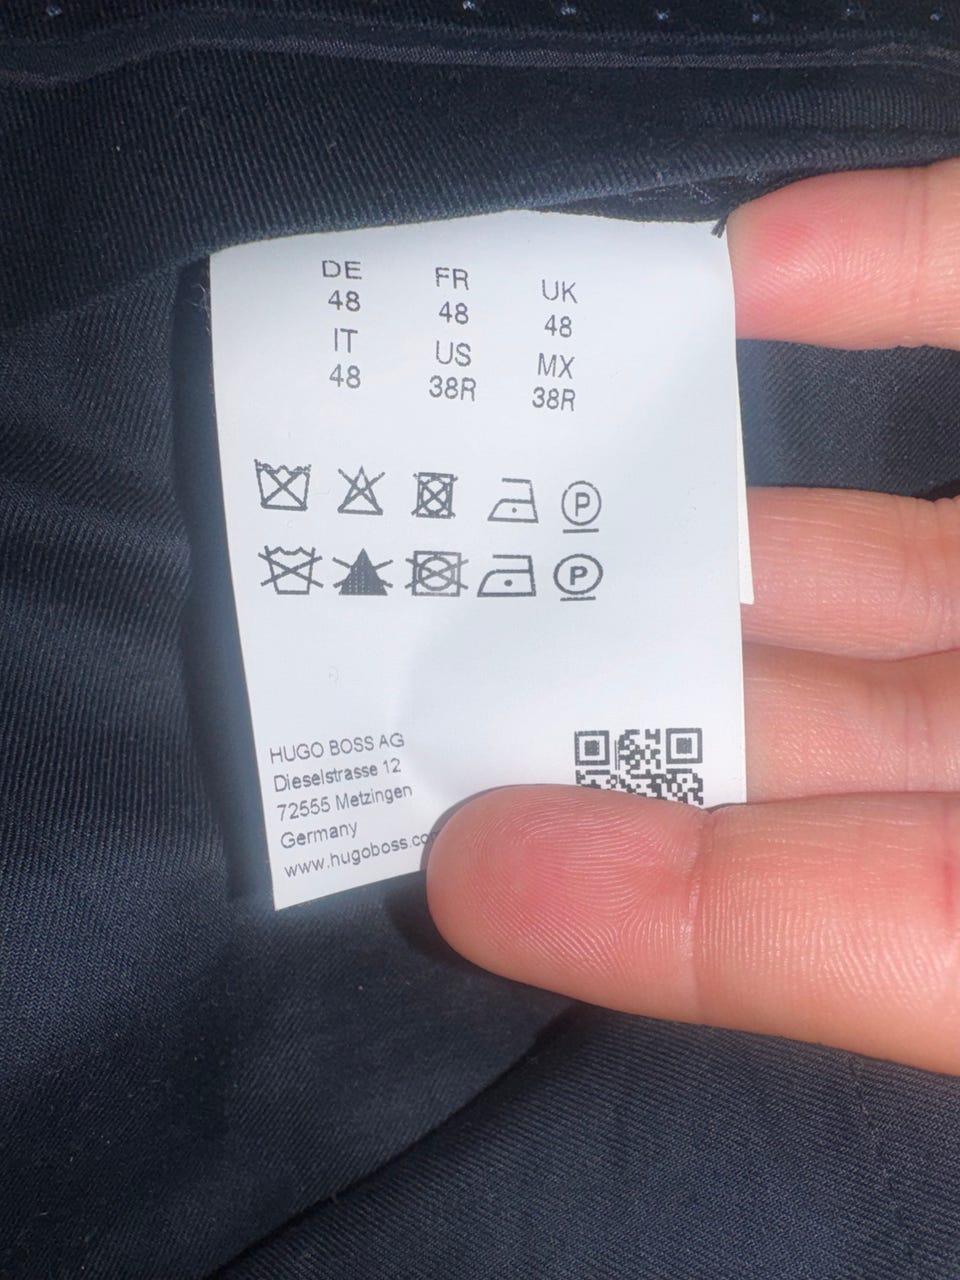 DE FR UK
48 48 48
IT US MX
48 38R 38R
P
P
HUGO BOSS AG
Dieselstrasse 12
72555 Metzingen
Germany